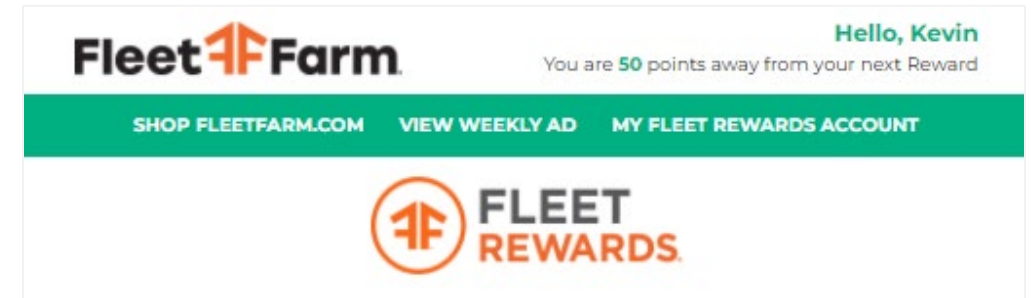 Fleet Farm
Hello, Kevin
You are 50 points away from your next Reward
SHOP FLEETFARM.COM VIEW WEEKLY AD MY FLEET REWARDS ACCOUNT
FLEET
REWARDS